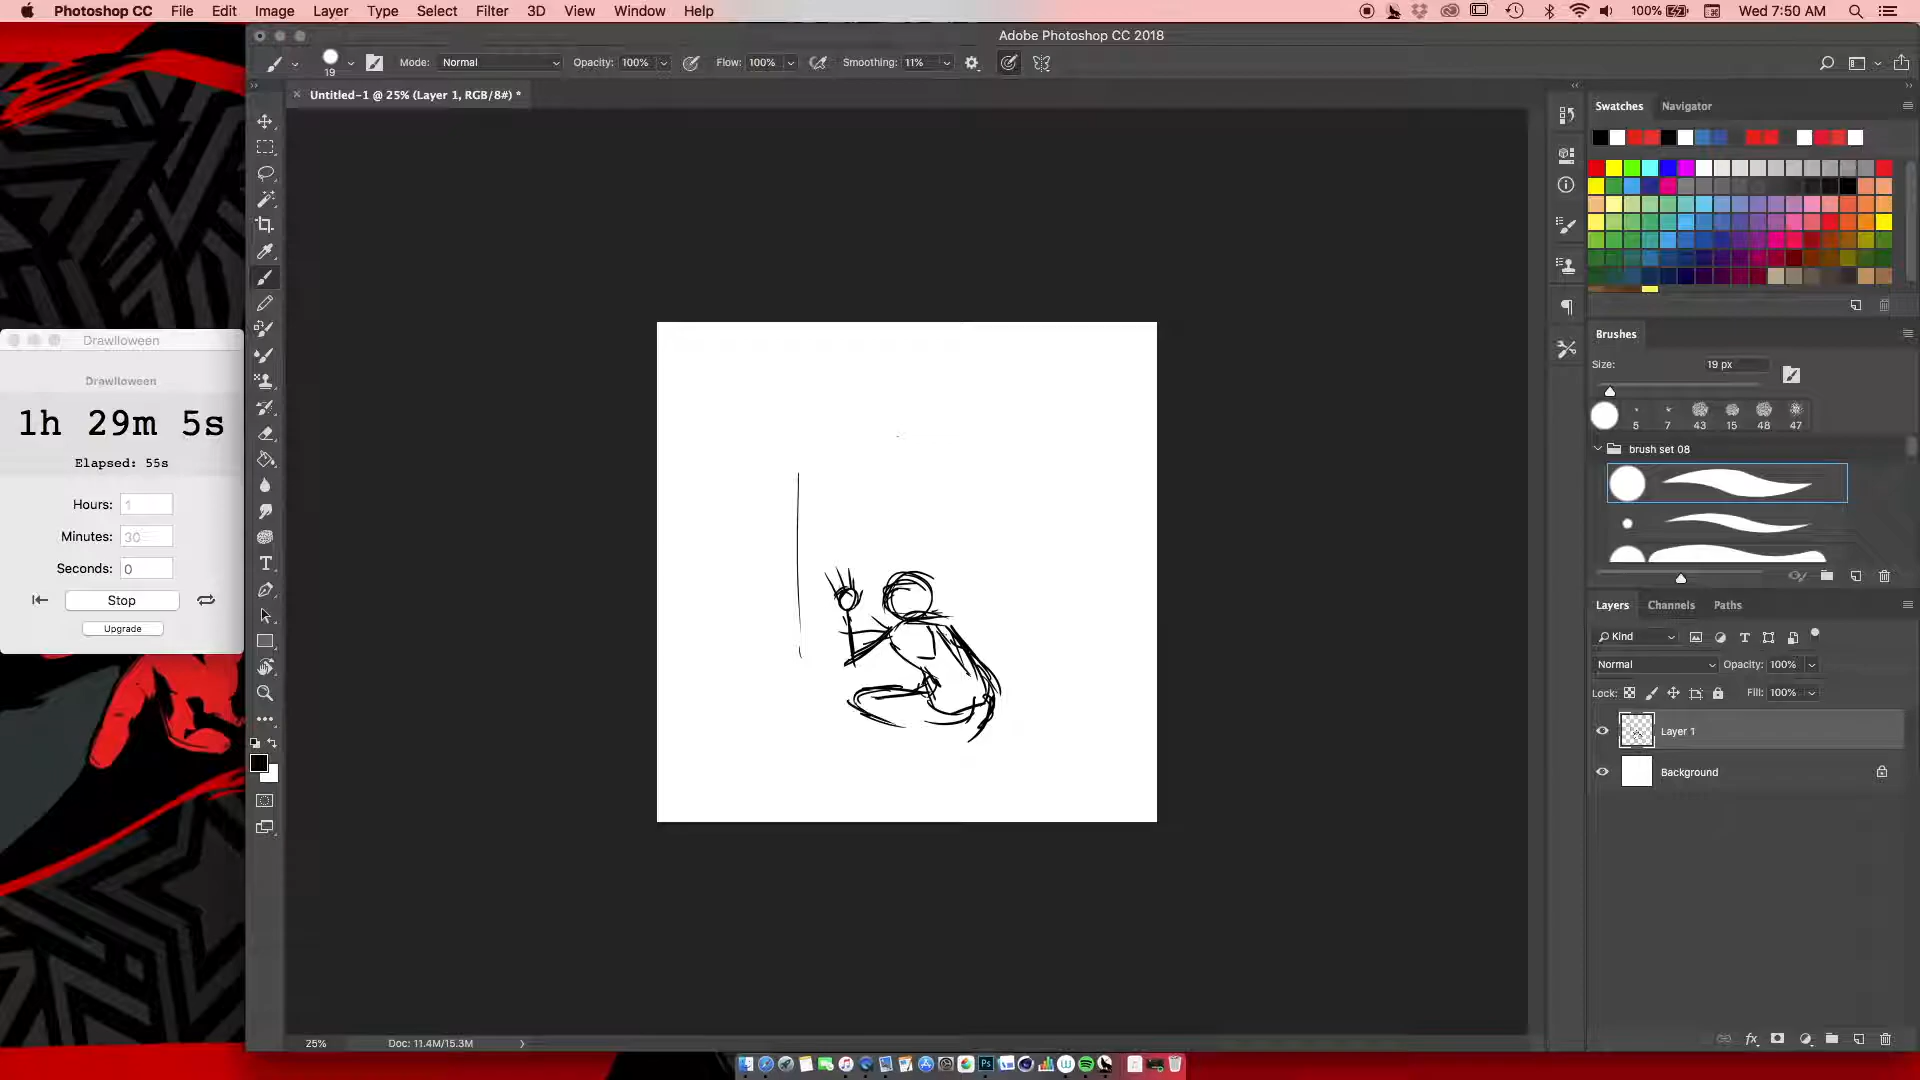 Photoshop CC File Edit Image Layer Type Select Filter 3D View Window Help
100% Wed 7:50 AM
Adobe Photoshop CC 2018
19 Mode: Normal Opacity: 100% Flow: 100% Smoothing: 11%
Untitled-1 @ 25% (Layer 1, RGB/8#) *
Swatches Navigator
Drawlloween
Drawlloween
1h 29m 5s
Elapsed: 55s
Hours: 1
Minutes: 30
Seconds: 0
Stop
Upgrade
Brushes
Size: 19 px
5 7 43 15 48 47
brush set 08
Layers Channels Paths
Kind
Normal Opacity: 100%
Lock: Fill: 100%
Layer 1
Background
25% Doc: 11.4M/15.3M